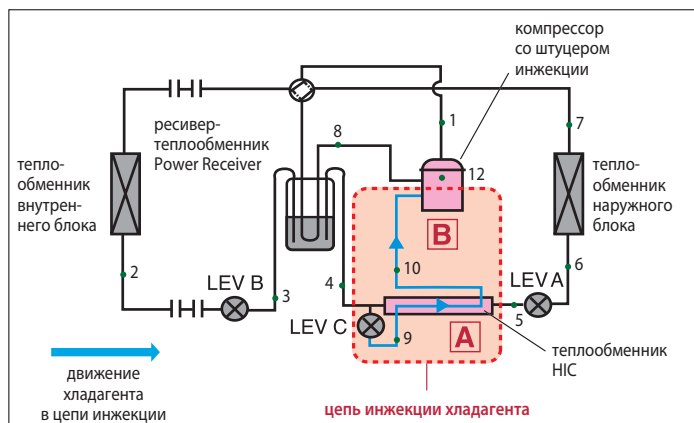 компрессор
со штуцером
инжекции
ресивер-
теплообменник
Power Receiver
8
1
7
12
тепло-
обменник
внутрен-
него блока
тепло-
обменник
наружного
блока
B
2
LEV B
3
4
10
LEV A
6
5
LEV C
9
A
теплообменник
HIC
движение
хладагента
в цепи инжекции
цепь инжекции хладагента